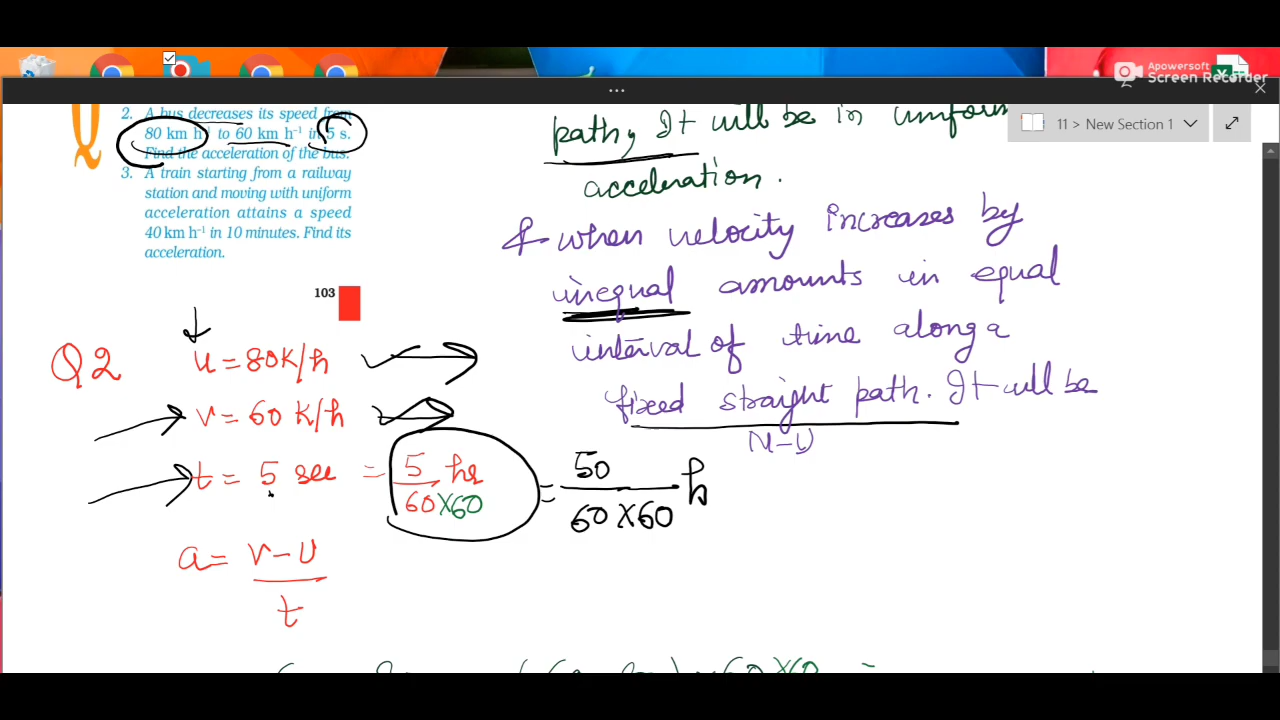 Apowersoft
Screen Recorder
11 > New Section 1
2. A bus decreases its speed from
80 km h⁻¹ to 60 km h⁻¹ in 5 s.
Find the acceleration of the bus.
3. A train starting from a railway
station and moving with uniform
acceleration attains a speed
40 km h⁻¹ in 10 minutes. Find its
acceleration.
103
path, It will be in uniform
acceleration.
when velocity increases by
unequal amounts in equal
interval of time along a
fixed straight path. It will be
N-U
Q2
u = 80K/h
v = 60 K/h
t = 5 sec = 5/60×60 hr = 50/60×60 h
a = v-u/t